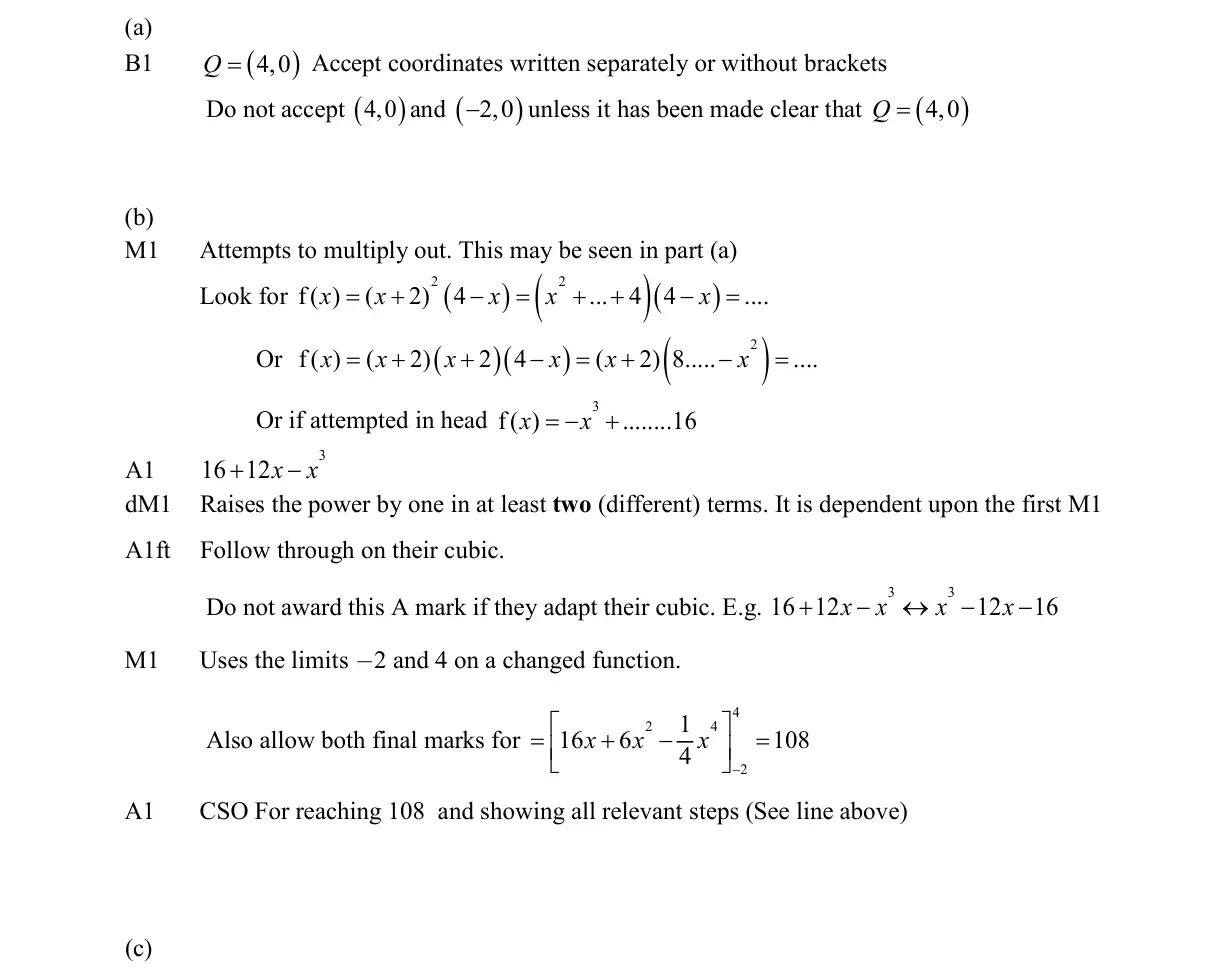 (a)
B1 Q = (4,0) Accept coordinates written separately or without brackets
Do not accept (4,0) and (−2,0) unless it has been made clear that Q = (4,0)
(b)
M1 Attempts to multiply out. This may be seen in part (a)
Look for f(x) = (x+2)²(4−x) = (x²+...+4)(4−x) = ....
Or f(x) = (x+2)(x+2)(4−x) = (x+2)(8.....−x²) = ....
Or if attempted in head f(x) = −x³ +........16
A1 16+12x−x³
dM1 Raises the power by one in at least two (different) terms. It is dependent upon the first M1
A1ft Follow through on their cubic.
Do not award this A mark if they adapt their cubic. E.g. 16+12x−x³ ↔ x³−12x−16
M1 Uses the limits −2 and 4 on a changed function.
Also allow both final marks for = [16x+6x²−1/4x⁴]⁴₋₂ = 108
A1 CSO For reaching 108 and showing all relevant steps (See line above)
(c)